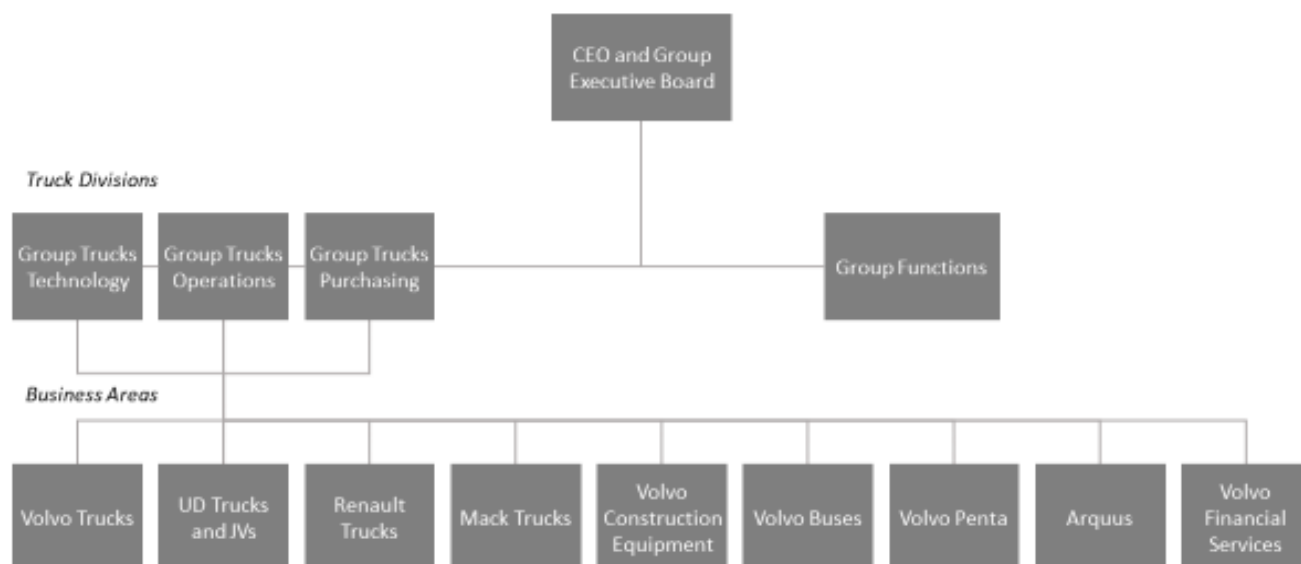 CEO and Group
Executive Board
Truck Divisions
Group Trucks
Technology
Group Trucks
Operations
Group Trucks
Purchasing
Group Functions
Business Areas
Volvo Trucks
UD Trucks
and JVs
Renault
Trucks
Mack Trucks
Volvo
Construction
Equipment
Volvo Buses
Volvo Penta
Arquus
Volvo
Financial
Services